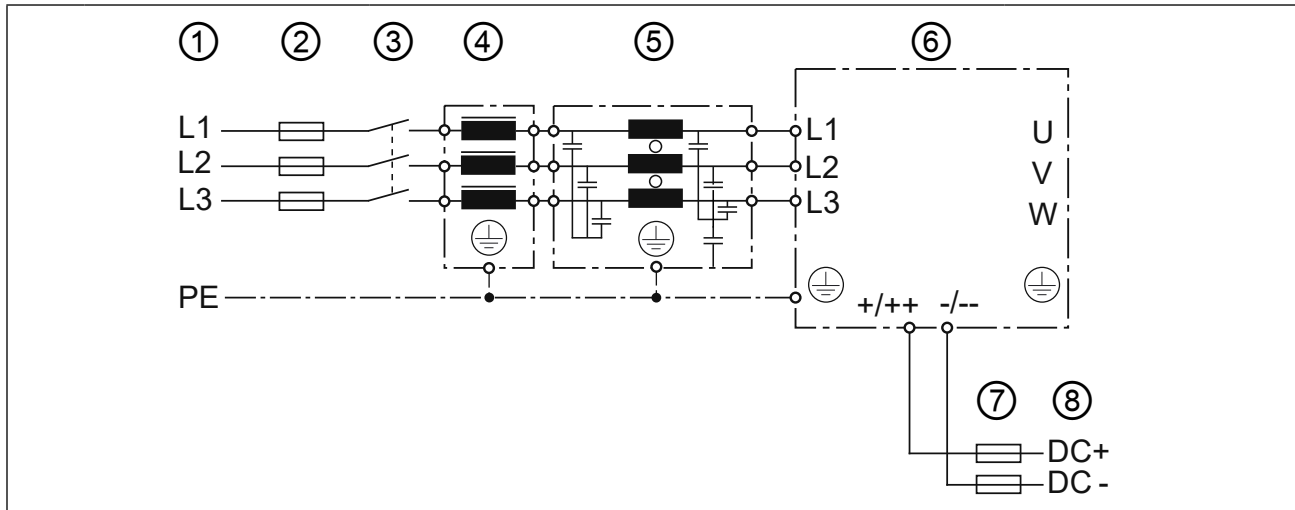 ① ② ③ ④ ⑤ ⑥
L1 L1 U
L2 L2 V
L3 L3 W
PE
+/++ -/--
⑦ ⑧
DC+
DC -